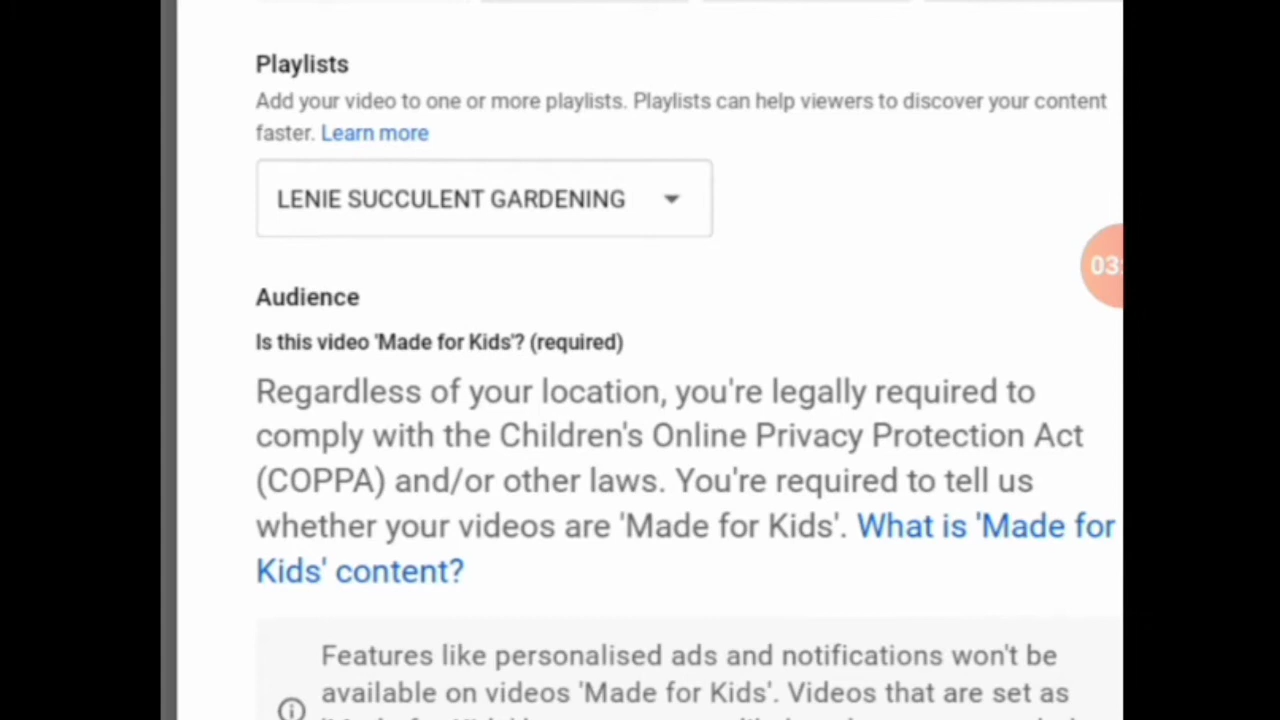 Playlists
Add your video to one or more playlists. Playlists can help viewers to discover your content
faster. Learn more
LENIE SUCCULENT GARDENING
03:
Audience
Is this video 'Made for Kids'? (required)
Regardless of your location, you're legally required to
comply with the Children's Online Privacy Protection Act
(COPPA) and/or other laws. You're required to tell us
whether your videos are 'Made for Kids'. What is 'Made for
Kids' content?
Features like personalised ads and notifications won't be
available on videos 'Made for Kids'. Videos that are set as